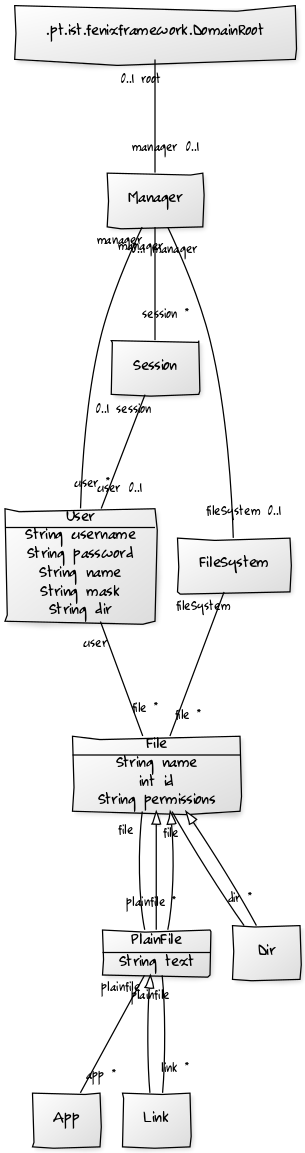 .pt.ist.fenixframework.DomainRoot
0..1 root
manager 0..1
Manager
manager
manager
0..1 manager
session *
Session
0..1 session
user *
user 0..1
fileSystem 0..1
User
String username
String password
String name
String mask
String dir
FileSystem
fileSystem
user
file *
file *
File
String name
int id
String permissions
file
file
dir *
plainfile *
PlainFile
String text
Dir
plainfile
plainfile
link *
app *
App
Link